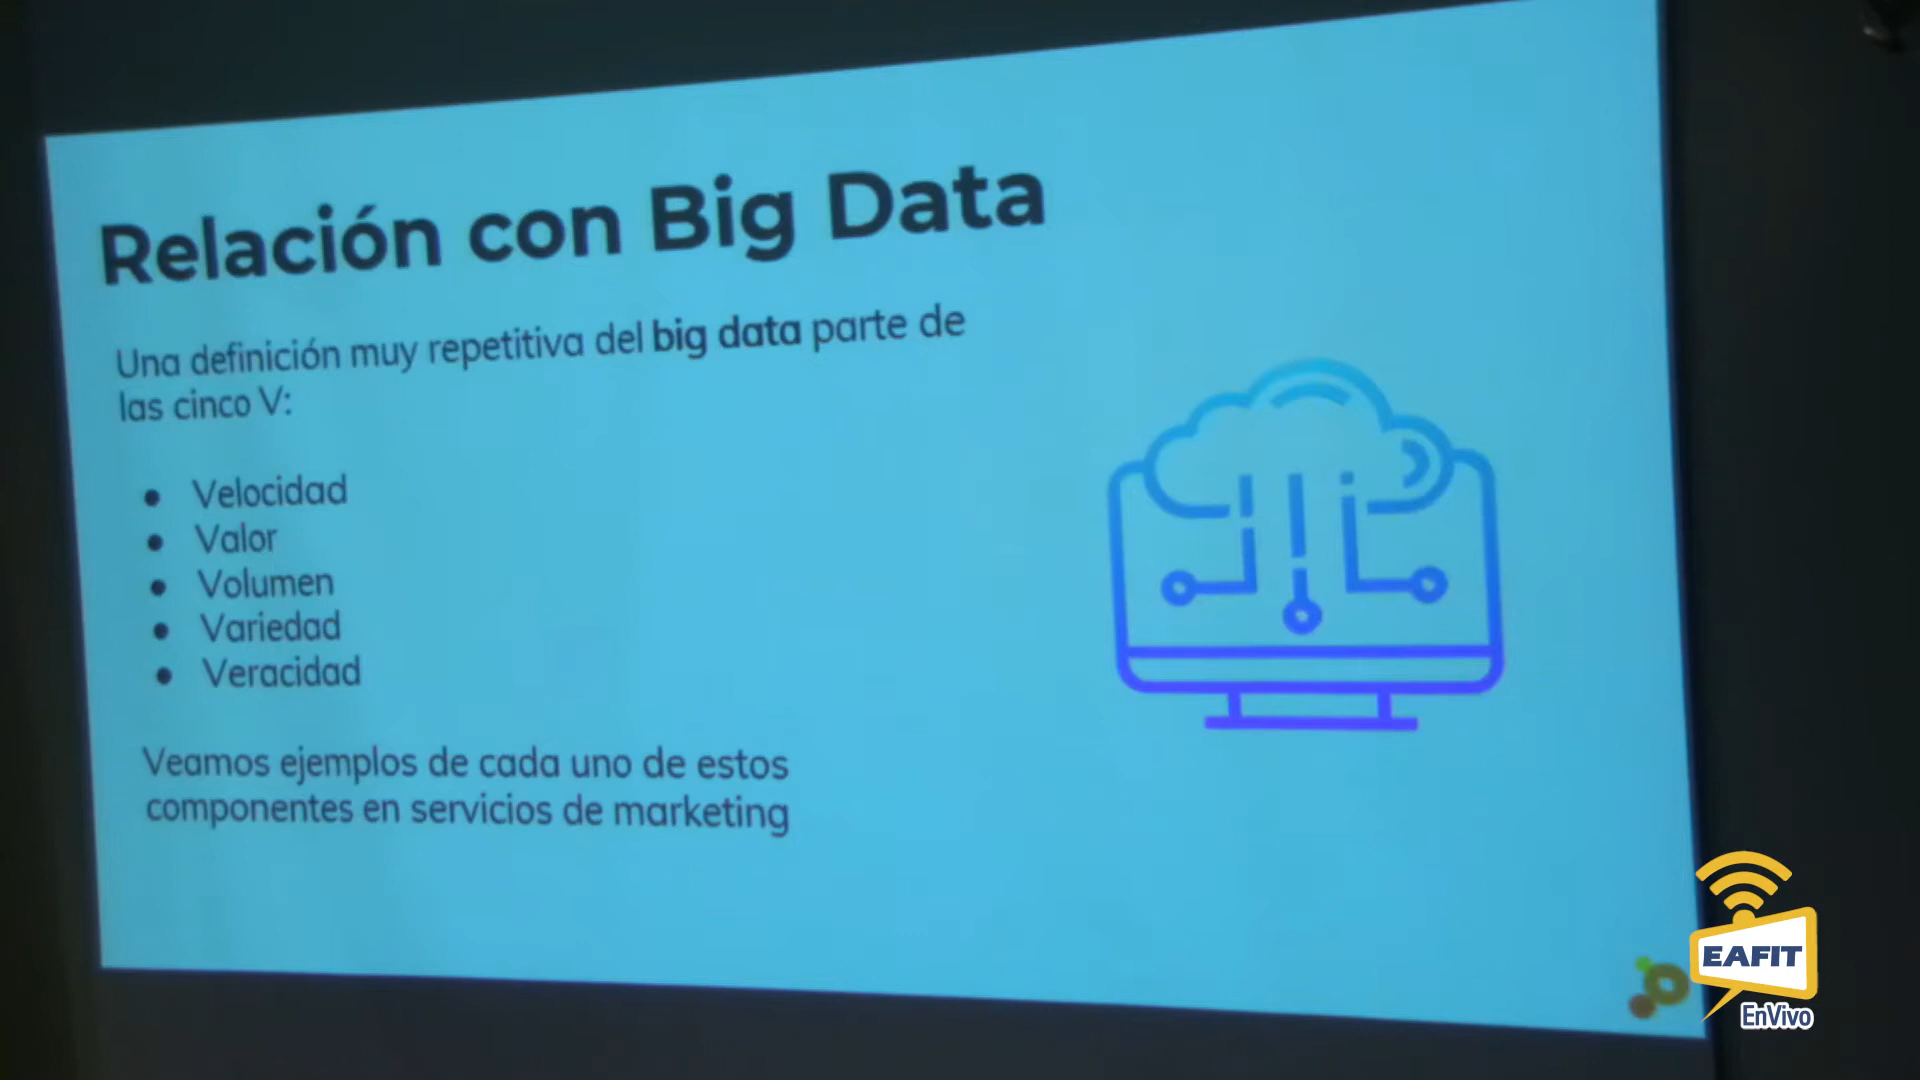 Relación con Big Data
Una definición muy repetitiva del big data parte de
las cinco V:
● Velocidad
● Valor
● Volumen
● Variedad
● Veracidad
Veamos ejemplos de cada uno de estos
componentes en servicios de marketing
EAFIT
EnVivo